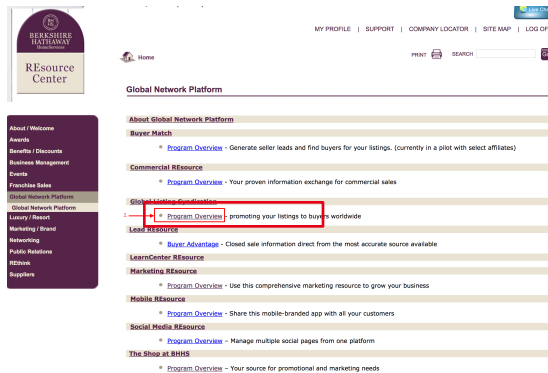 Live Cha
MY PROFILE | SUPPORT | COMPANY LOCATOR | SITE MAP | LOG OF
BERKSHIRE
HATHAWAY
HomeServices
REsource
Center
Home
PRINT
SEARCH
Go
Global Network Platform
About Global Network Platform
Buyer Match
Program Overview - Generate seller leads and find buyers for your listings. (currently in a pilot with select affiliates)
Commercial REsource
Program Overview - Your proven information exchange for commercial sales
Global Listing Syndication
1
Program Overview - promoting your listings to buyers worldwide
Lead REsource
Buyer Advantage - Closed sale information direct from the most accurate source available
LearnCenter REsource
Marketing REsource
Program Overview - Use this comprehensive marketing resource to grow your business
Mobile REsource
Program Overview - Share this mobile-branded app with all your customers
Social Media REsource
Program Overview - Manage multiple social pages from one platform
The Shop at BHHS
Program Overview - Your source for promotional and marketing needs
About / Welcome
Awards
Benefits / Discounts
Business Management
Events
Franchise Sales
Global Network Platform
Global Network Platform
Luxury / Resort
Marketing / Brand
Networking
Public Relations
REthink
Suppliers